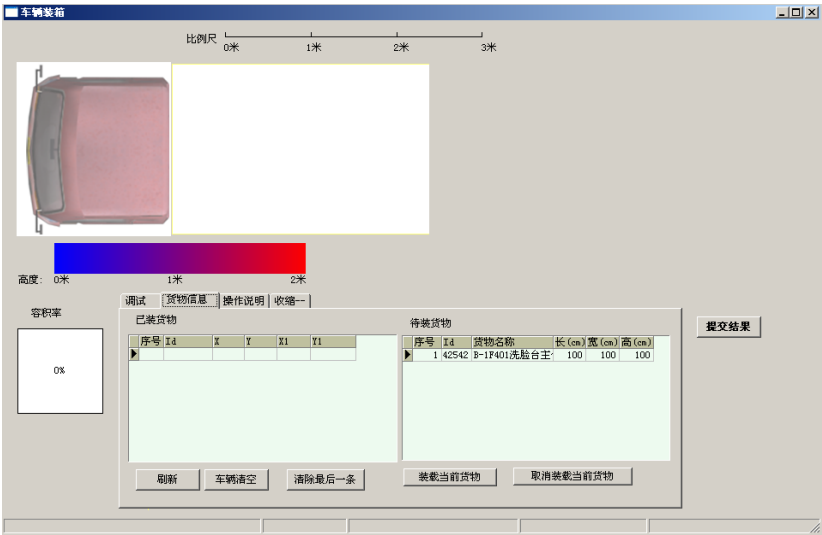 车辆装箱
比例尺
0米 1米 2米 3米
高度: 0米 1米 2米
容积率
0%
调试 货物信息 操作说明 收缩--
已装货物
序号 Id X Y X1 Y1
刷新 车辆清空 清除最后一条
待装货物
序号 Id 货物名称 长(cm) 宽(cm) 高(cm)
1 42542 B-1F401洗脸台主 100 100 100
装载当前货物 取消装载当前货物
提交结果